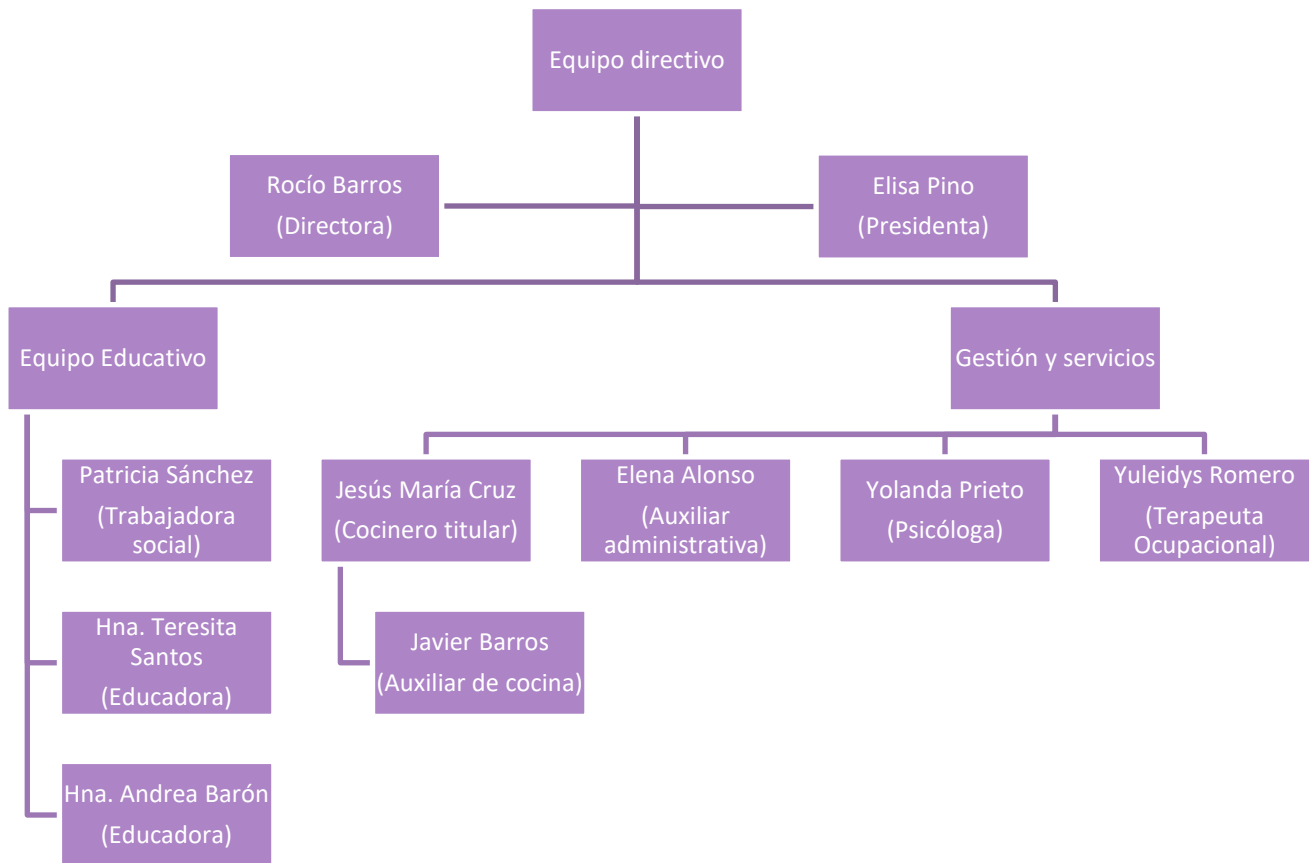 Equipo directivo
Rocío Barros
(Directora)
Elisa Pino
(Presidenta)
Equipo Educativo
Gestión y servicios
Patricia Sánchez
(Trabajadora
social)
Hna. Teresita
Santos
(Educadora)
Hna. Andrea Barón
(Educadora)
Jesús María Cruz
(Cocinero titular)
Javier Barros
(Auxiliar de cocina)
Elena Alonso
(Auxiliar
administrativa)
Yolanda Prieto
(Psicóloga)
Yuleidys Romero
(Terapeuta
Ocupacional)